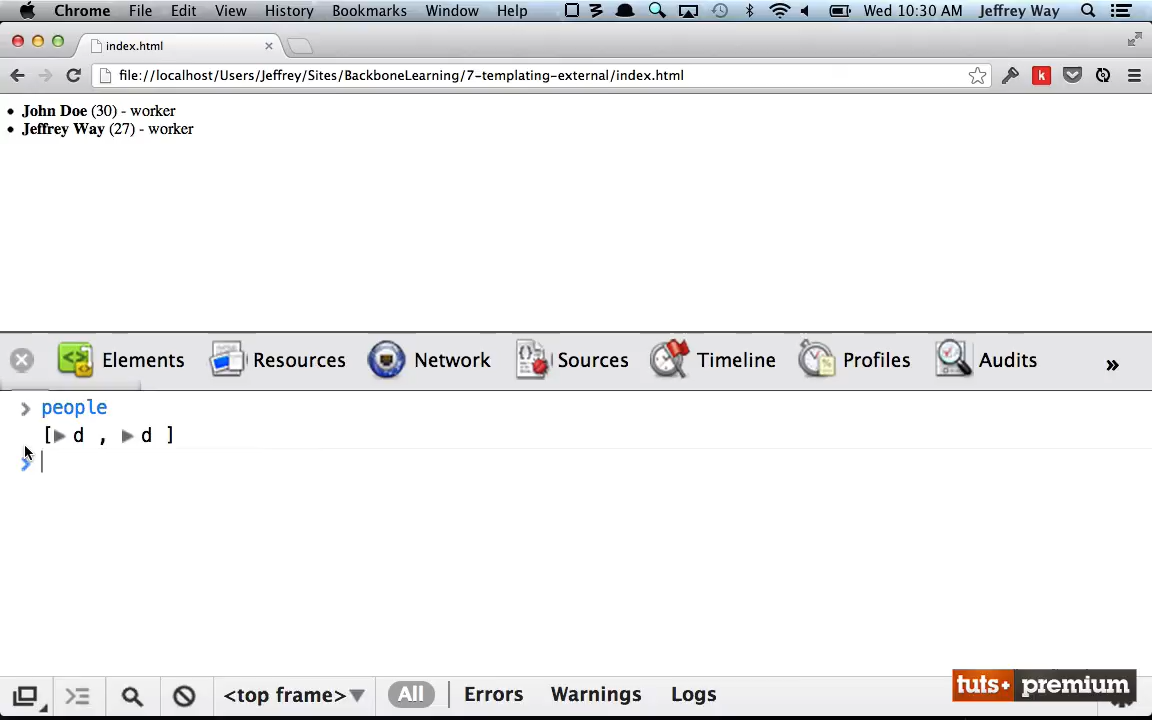 Chrome File Edit View History Bookmarks Window Help Wed 10:30 AM Jeffrey Way
index.html
file://localhost/Users/Jeffrey/Sites/BackboneLearning/7-templating-external/index.html
k
• John Doe (30) - worker
• Jeffrey Way (27) - worker
Elements Resources Network Sources Timeline Profiles Audits »
> people
[▶ d , ▶ d ]
>
<top frame> ▼ All Errors Warnings Logs
tuts+ premium